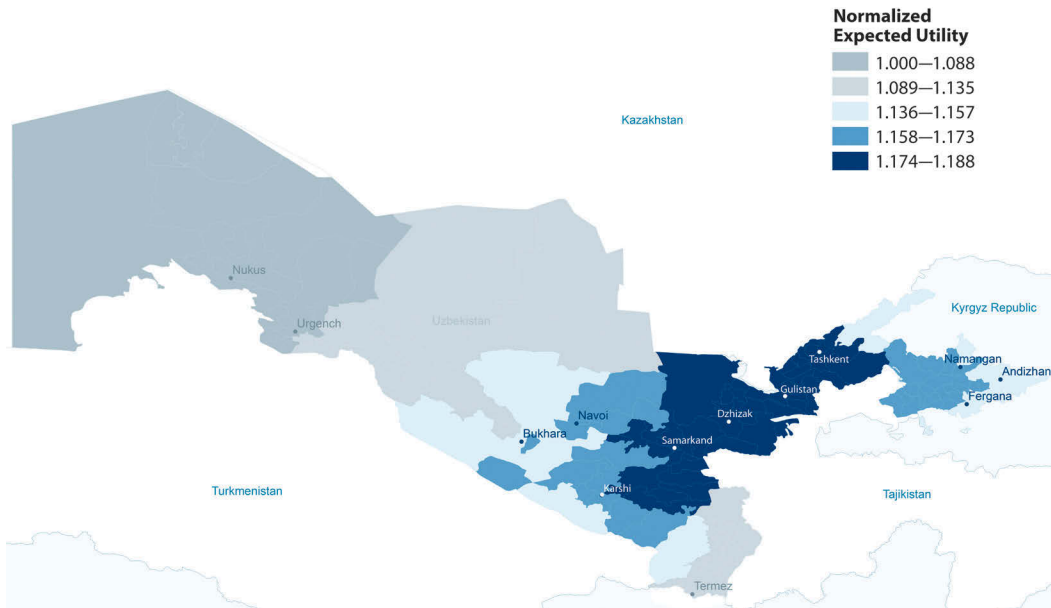 Normalized
Expected Utility
1.000—1.088
1.089—1.135
1.136—1.157
1.158—1.173
1.174—1.188
Kazakhstan
Nukus
Kyrgyz Republic
Urgench
Uzbekistan
Tashkent
Namangan
Andizhan
Gulistan
Fergana
Navoi
Dzhizak
Bukhara
Samarkand
Turkmenistan
Karshi
Tajikistan
Termez